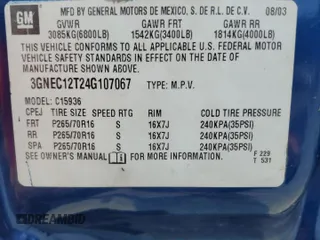 GM MFD BY GENERAL MOTORS DE MEXICO, S. DE R.L. DE C.V. 08/03
GVWR GAWR FRT GAWR RR
3085KG(6800LB) 1542KG(3400LB) 1814KG(4000LB)
THIS VEHICLE CONFORMS TO ALL APPLICABLE U.S. FEDERAL MOTOR
VEHICLE SAFETY STANDARDS IN EFFECT ON THE DATE OF
MANUFACTURE SHOWN ABOVE.
3GNEC12T24G107067 TYPE: M.P.V.
MODEL: C15936
CPEJ TIRE SIZE SPEED RTG RIM COLD TIRE PRESSURE
FRT P265/70R16 S 16X7J 240KPA(35PSI)
RR P265/70R16 S 16X7J 240KPA(35PSI)
SPA P265/70R16 S 16X7J 240KPA(35PSI)
SEE OWNER'S MANUAL FOR MORE INFORMATION.
F 229
T 531
DREAMBID